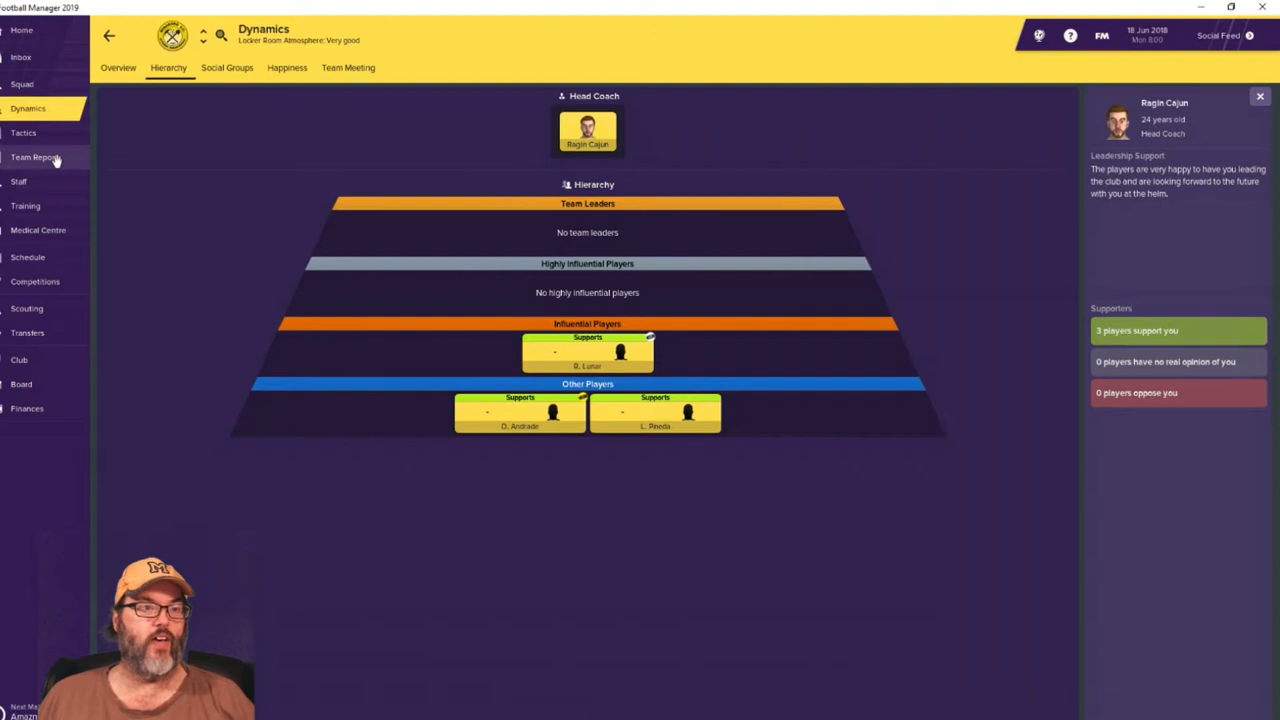 Football Manager 2019
Home
Inbox
Squad
Dynamics
Tactics
Team Report
Staff
Training
Medical Centre
Schedule
Competitions
Scouting
Transfers
Club
Board
Finances
Dynamics
Locker Room Atmosphere: Very good
FM
18 Jun 2018
Mon 8:00
Social Feed
Overview
Hierarchy
Social Groups
Happiness
Team Meeting
Head Coach
Ragin Cajun
Hierarchy
Team Leaders
No team leaders
Highly Influential Players
No highly influential players
Influential Players
Supports
-
R. Lunar
Other Players
Supports
-
D. Andrade
Supports
-
L. Pineda
Ragin Cajun
24 years old
Head Coach
Leadership Support
The players are very happy to have you leading
the club and are looking forward to the future
with you at the helm.
Supporters
3 players support you
0 players have no real opinion of you
0 players oppose you
M
Next Ma
Amazn